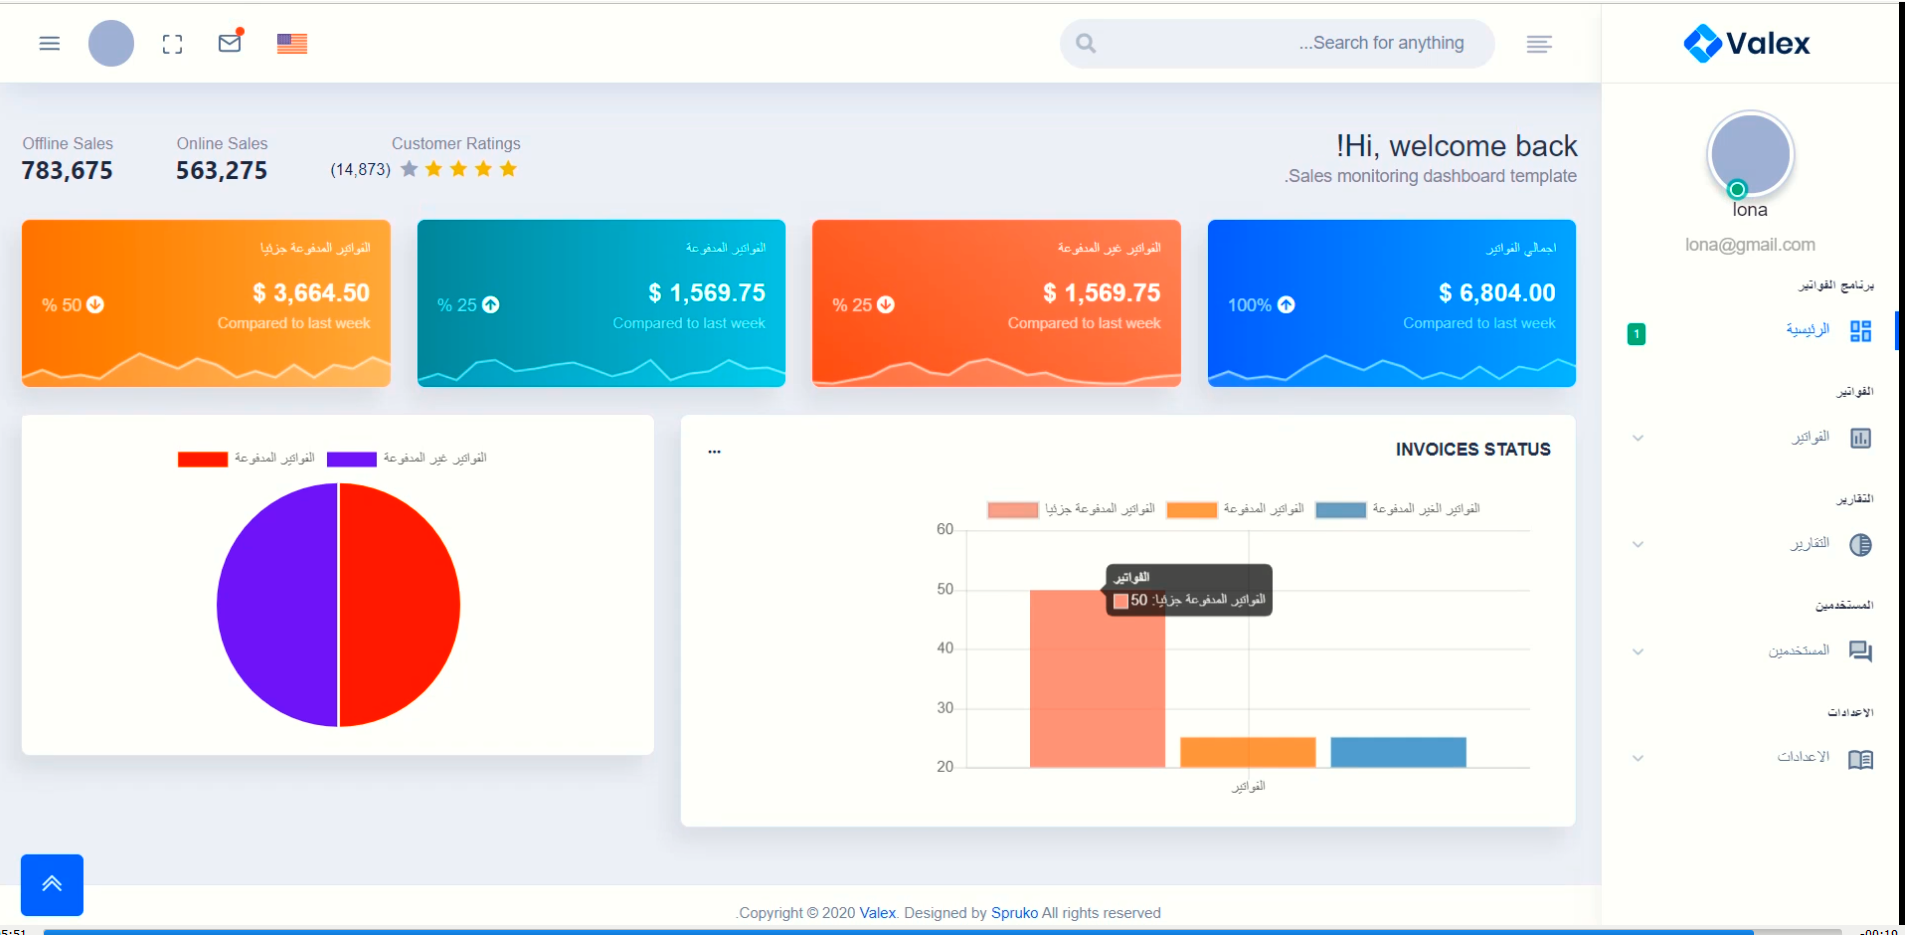 Valex
...Search for anything
lona
lona@gmail.com
برنامج الفواتير
الرئيسية
1
الفواتير
الفواتير
التقارير
التقارير
المستخدمين
المستخدمين
الاعدادات
الاعدادات
!Hi, welcome back
.Sales monitoring dashboard template
Customer Ratings
(14,873)
Online Sales
563,275
Offline Sales
783,675
اجمالي الفواتير
$ 6,804.00
100%
Compared to last week
الفواتير غير المدفوعة
$ 1,569.75
% 25
Compared to last week
الفواتير المدفوعة
$ 1,569.75
% 25
Compared to last week
الفواتير المدفوعة جزئيا
$ 3,664.50
% 50
Compared to last week
INVOICES STATUS
...
الفواتير الغير المدفوعة
الفواتير المدفوعة
الفواتير المدفوعة جزئيا
60
50
40
30
20
الفواتير
الفواتير المدفوعة جزئيا: 50
الفواتير
الفواتير غير المدفوعة
الفواتير المدفوعة
.Copyright © 2020 Valex. Designed by Spruko All rights reserved